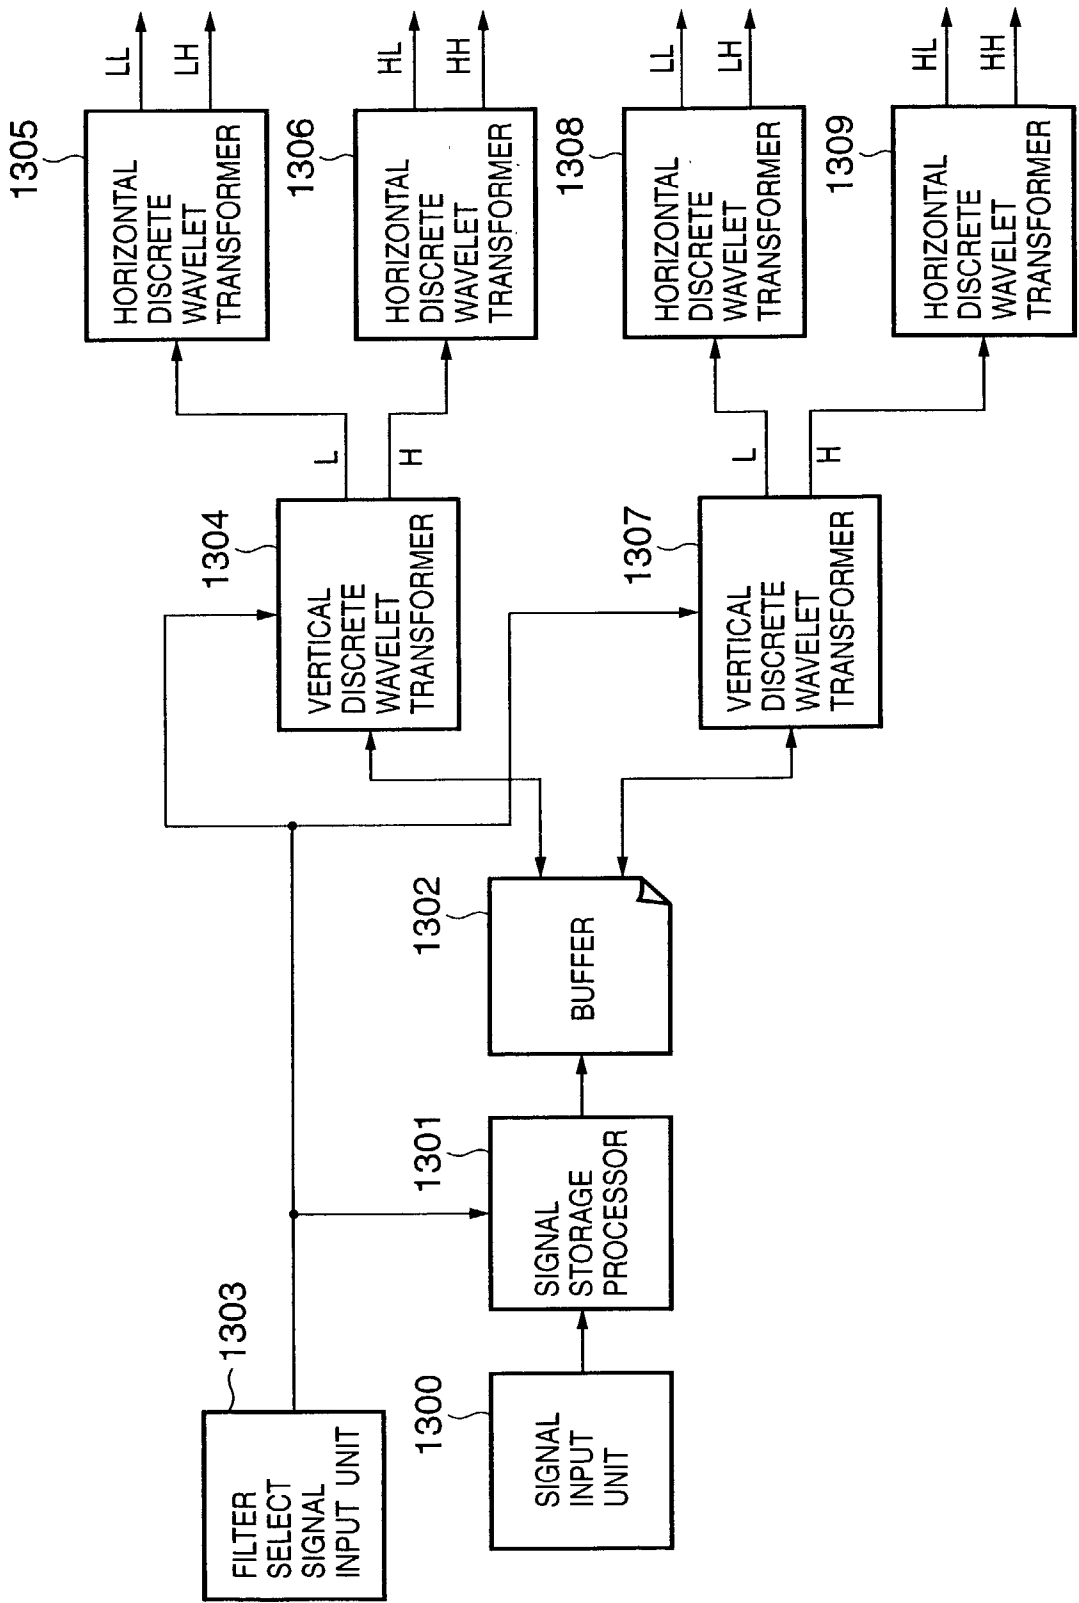 FILTER
SELECT
SIGNAL
INPUT UNIT
1303
SIGNAL
INPUT
UNIT
1300
SIGNAL
STORAGE
PROCESSOR
1301
BUFFER
1302
VERTICAL
DISCRETE
WAVELET
TRANSFORMER
1304
L
H
VERTICAL
DISCRETE
WAVELET
TRANSFORMER
1307
L
H
HORIZONTAL
DISCRETE
WAVELET
TRANSFORMER
1305
LL
LH
HORIZONTAL
DISCRETE
WAVELET
TRANSFORMER
1306
HL
HH
HORIZONTAL
DISCRETE
WAVELET
TRANSFORMER
1308
LL
LH
HORIZONTAL
DISCRETE
WAVELET
TRANSFORMER
1309
HL
HH